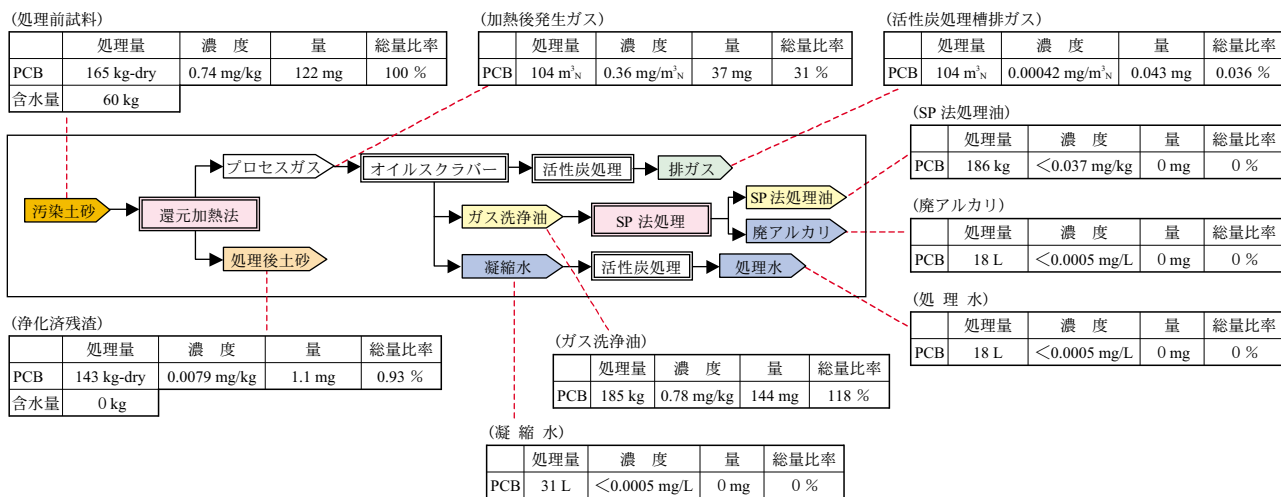 (処理前試料)
処理量 濃 度 量 総量比率
PCB 165 kg-dry 0.74 mg/kg 122 mg 100 %
含水量 60 kg
(加熱後発生ガス)
処理量 濃 度 量 総量比率
PCB 104 m³N 0.36 mg/m³N 37 mg 31 %
(活性炭処理槽排ガス)
処理量 濃 度 量 総量比率
PCB 104 m³N 0.00042 mg/m³N 0.043 mg 0.036 %
(SP 法処理油)
処理量 濃 度 量 総量比率
PCB 186 kg <0.037 mg/kg 0 mg 0 %
プロセスガス オイルスクラバー 活性炭処理 排ガス
汚染土砂 還元加熱法 ガス洗浄油 SP 法処理 SP 法処理油
廃アルカリ
処理後土砂 凝縮水 活性炭処理 処理水
(廃アルカリ)
処理量 濃 度 量 総量比率
PCB 18 L <0.0005 mg/L 0 mg 0 %
(処 理 水)
処理量 濃 度 量 総量比率
PCB 18 L <0.0005 mg/L 0 mg 0 %
(浄化済残渣)
処理量 濃 度 量 総量比率
PCB 143 kg-dry 0.0079 mg/kg 1.1 mg 0.93 %
含水量 0 kg
(ガス洗浄油)
処理量 濃 度 量 総量比率
PCB 185 kg 0.78 mg/kg 144 mg 118 %
(凝 縮 水)
処理量 濃 度 量 総量比率
PCB 31 L <0.0005 mg/L 0 mg 0 %